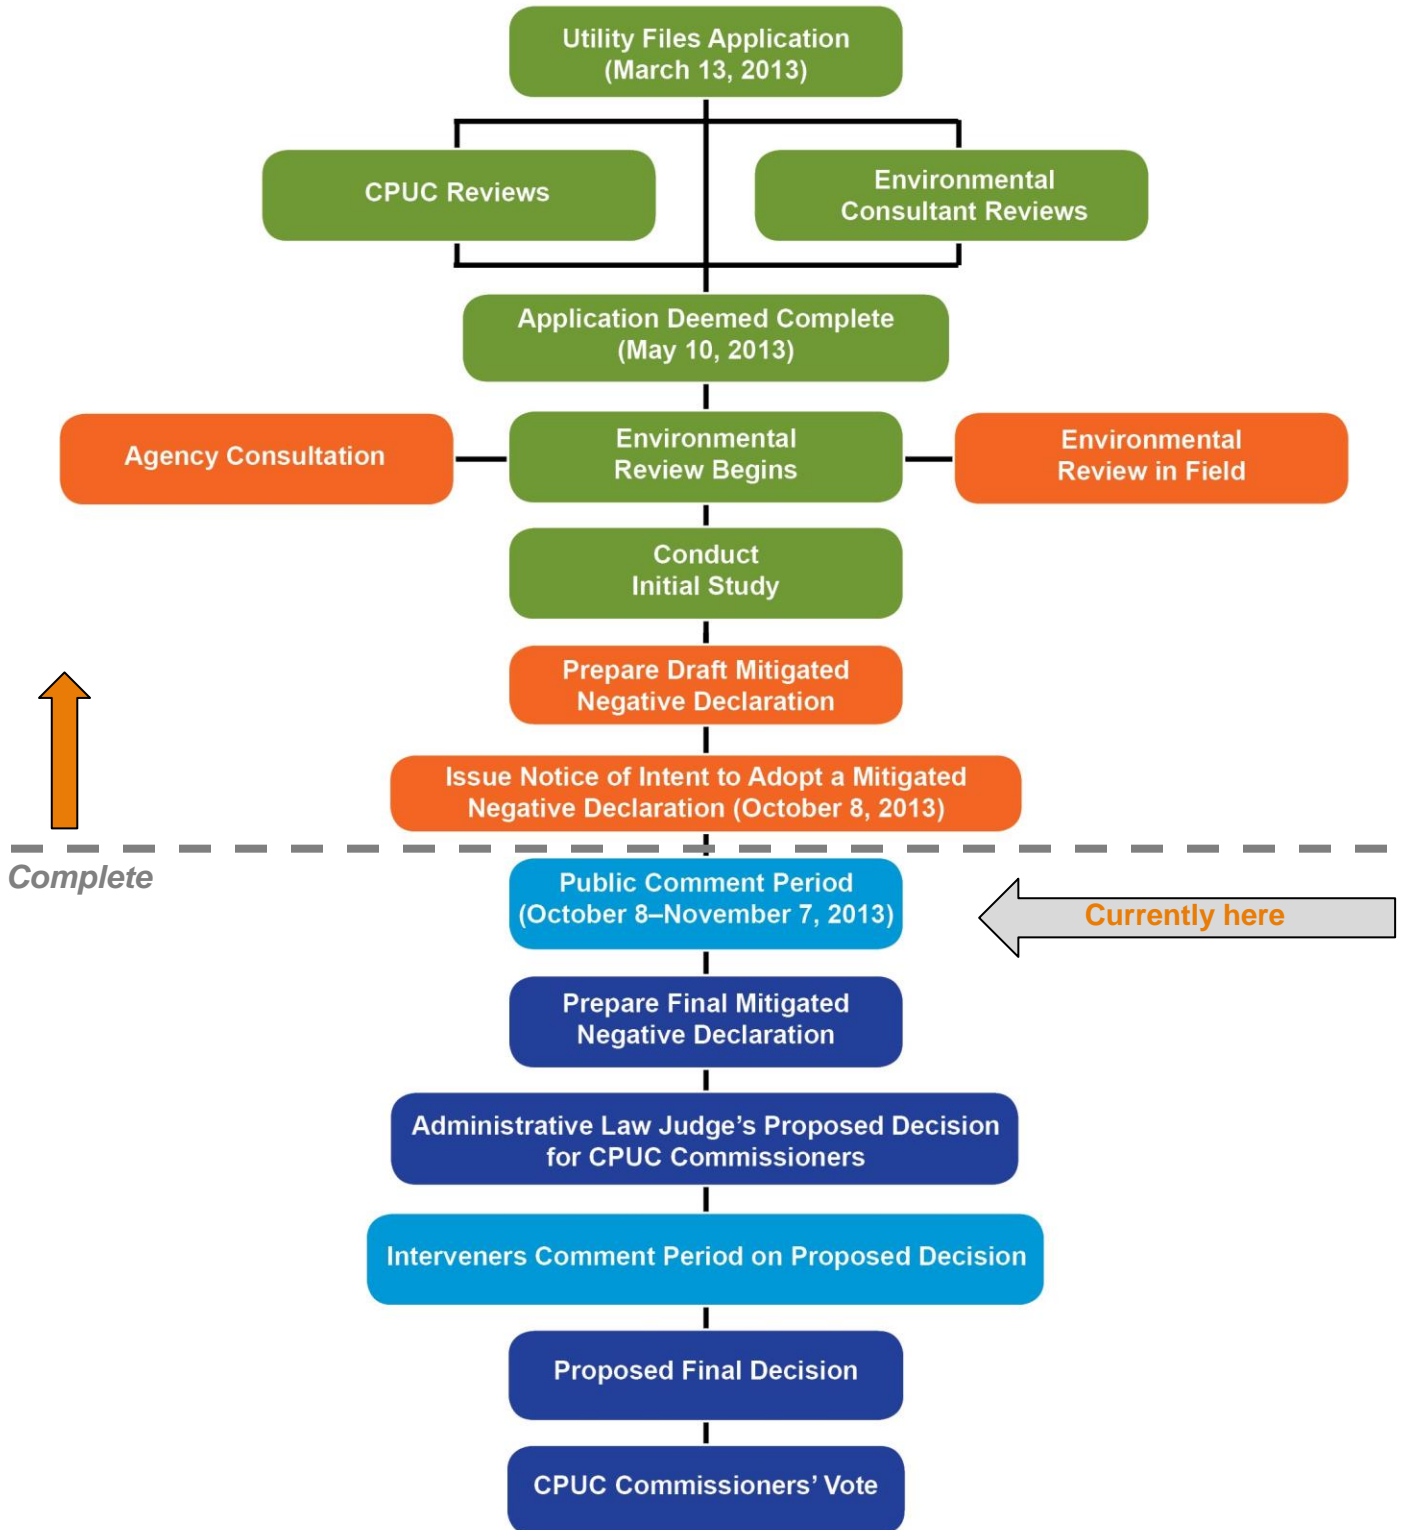 Utility Files Application
(March 13, 2013)
CPUC Reviews
Environmental
Consultant Reviews
Application Deemed Complete
(May 10, 2013)
Agency Consultation
Environmental
Review Begins
Environmental
Review in Field
Conduct
Initial Study
Prepare Draft Mitigated
Negative Declaration
Issue Notice of Intent to Adopt a Mitigated
Negative Declaration (October 8, 2013)
Complete
Public Comment Period
(October 8–November 7, 2013)
Currently here
Prepare Final Mitigated
Negative Declaration
Administrative Law Judge’s Proposed Decision
for CPUC Commissioners
Interveners Comment Period on Proposed Decision
Proposed Final Decision
CPUC Commissioners’ Vote